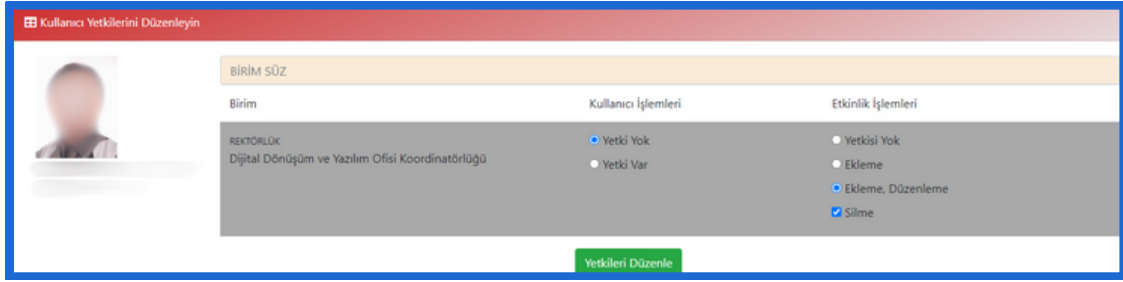 Kullanıcı Yetkilerini Düzenleyin
BİRİM SÜZ
Birim Kullanıcı İşlemleri Etkinlik İşlemleri
REKTÖRLÜK
Dijital Dönüşüm ve Yazılım Ofisi Koordinatörlüğü
Yetki Yok
Yetki Var
Yetkisi Yok
Ekleme
Ekleme, Düzenleme
Silme
Yetkileri Düzenle